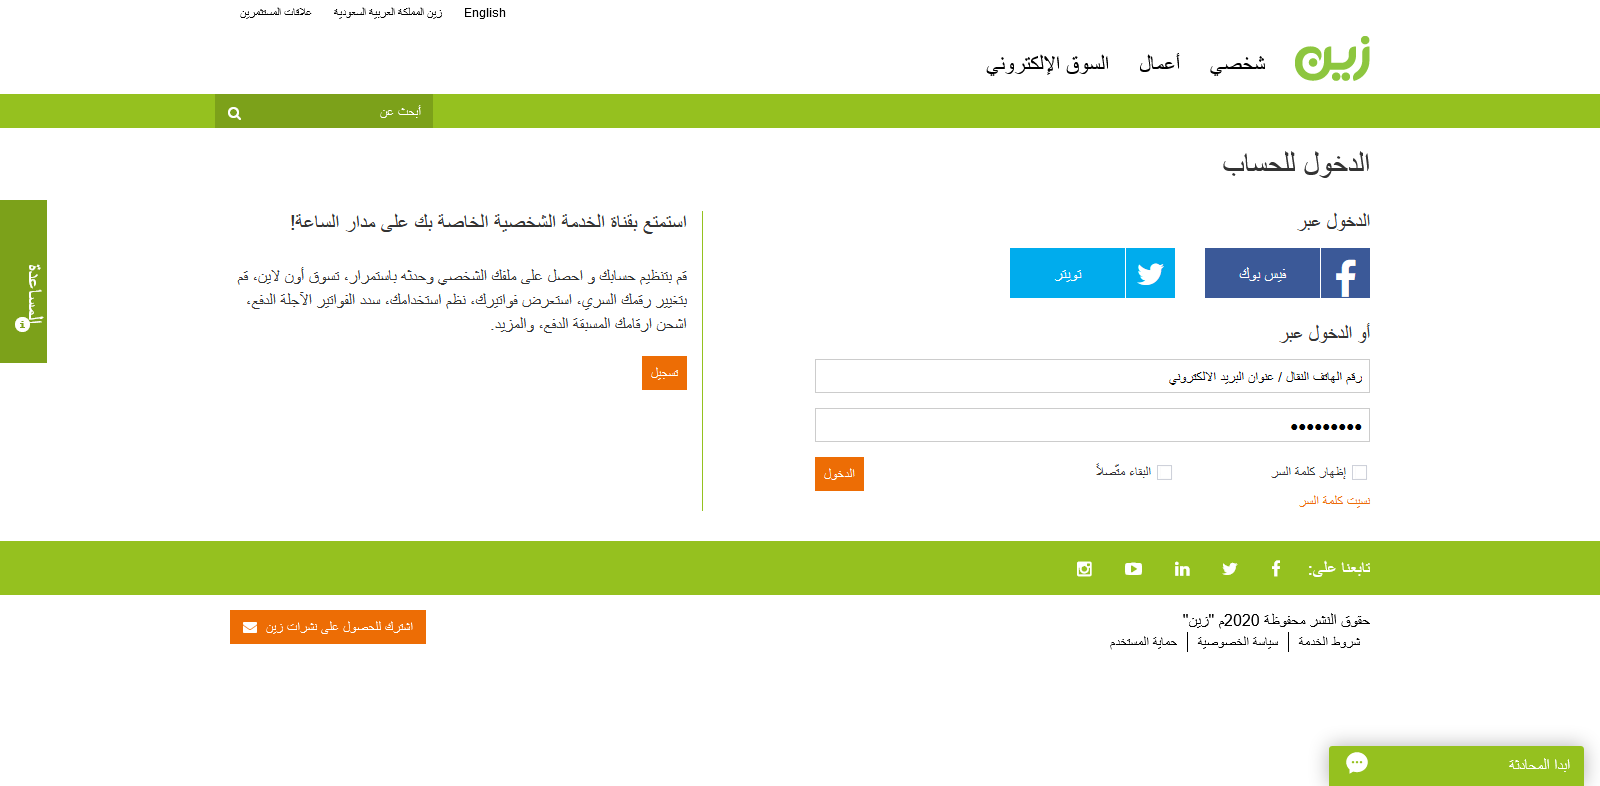 English
زين المملكة العربية السعودية
علاقات المستثمرين
زين
شخصي
أعمال
السوق الإلكتروني
أبحث عن
الدخول للحساب
الدخول عبر
فيس بوك
تويتر
أو الدخول عبر
رقم الهاتف النقال / عنوان البريد الالكتروني
•••••••••
إظهار كلمة السر
البقاء متّصلاً
الدخول
نسيت كلمة السر
استمتع بقناة الخدمة الشخصية الخاصة بك على مدار الساعة!
قم بتنظيم حسابك و احصل على ملفك الشخصي وحدثه باستمرار، تسوق أون لاين، قم
بتغيير رقمك السري، استعرض فواتيرك، نظم استخدامك، سدد الفواتير الآجلة الدفع،
اشحن ارقامك المسبقة الدفع، والمزيد.
تسجيل
المساعدة
تابعنا على:
حقوق النشر محفوظة 2020م "زين"
شروط الخدمة
سياسة الخصوصية
حماية المستخدم
اشترك للحصول على نشرات زين
ابدا المحادثة